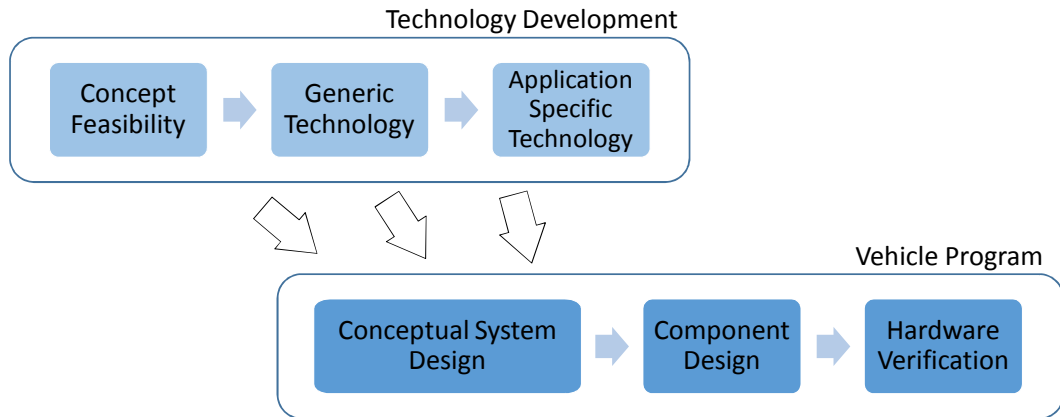 Technology Development
Concept
Feasibility
Generic
Technology
Application
Specific
Technology
Vehicle Program
Conceptual System
Design
Component
Design
Hardware
Verification